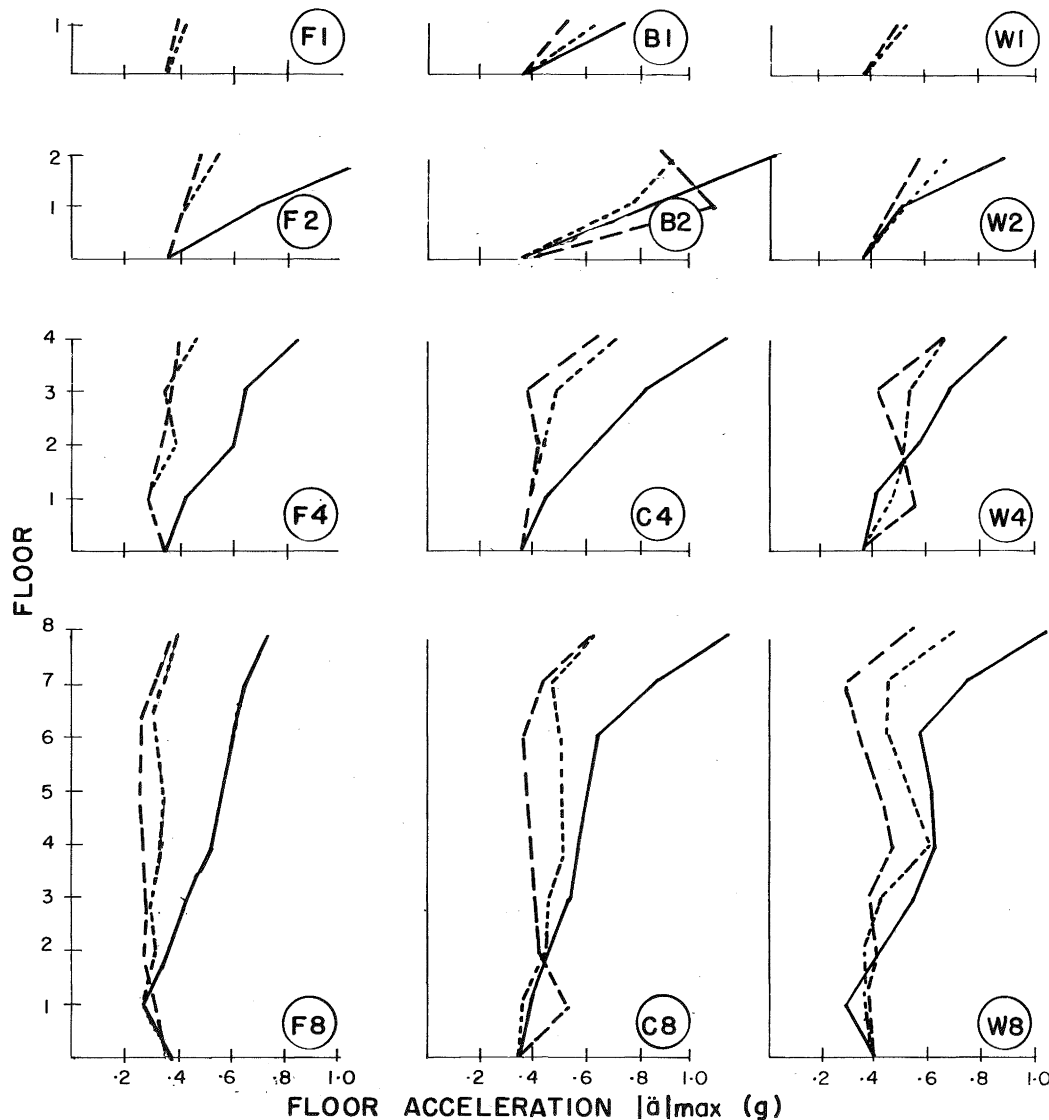 1
F1
B1
W1
2
1
F2
B2
W2
4
3
2
1
F4
C4
W4
FLOOR
8
7
6
5
4
3
2
1
F8
C8
W8
.2 .4 .6 .8 1.0 .2 .4 .6 .8 1.0 .2 .4 .6 .8 1.0
FLOOR ACCELERATION |ä|max (g)